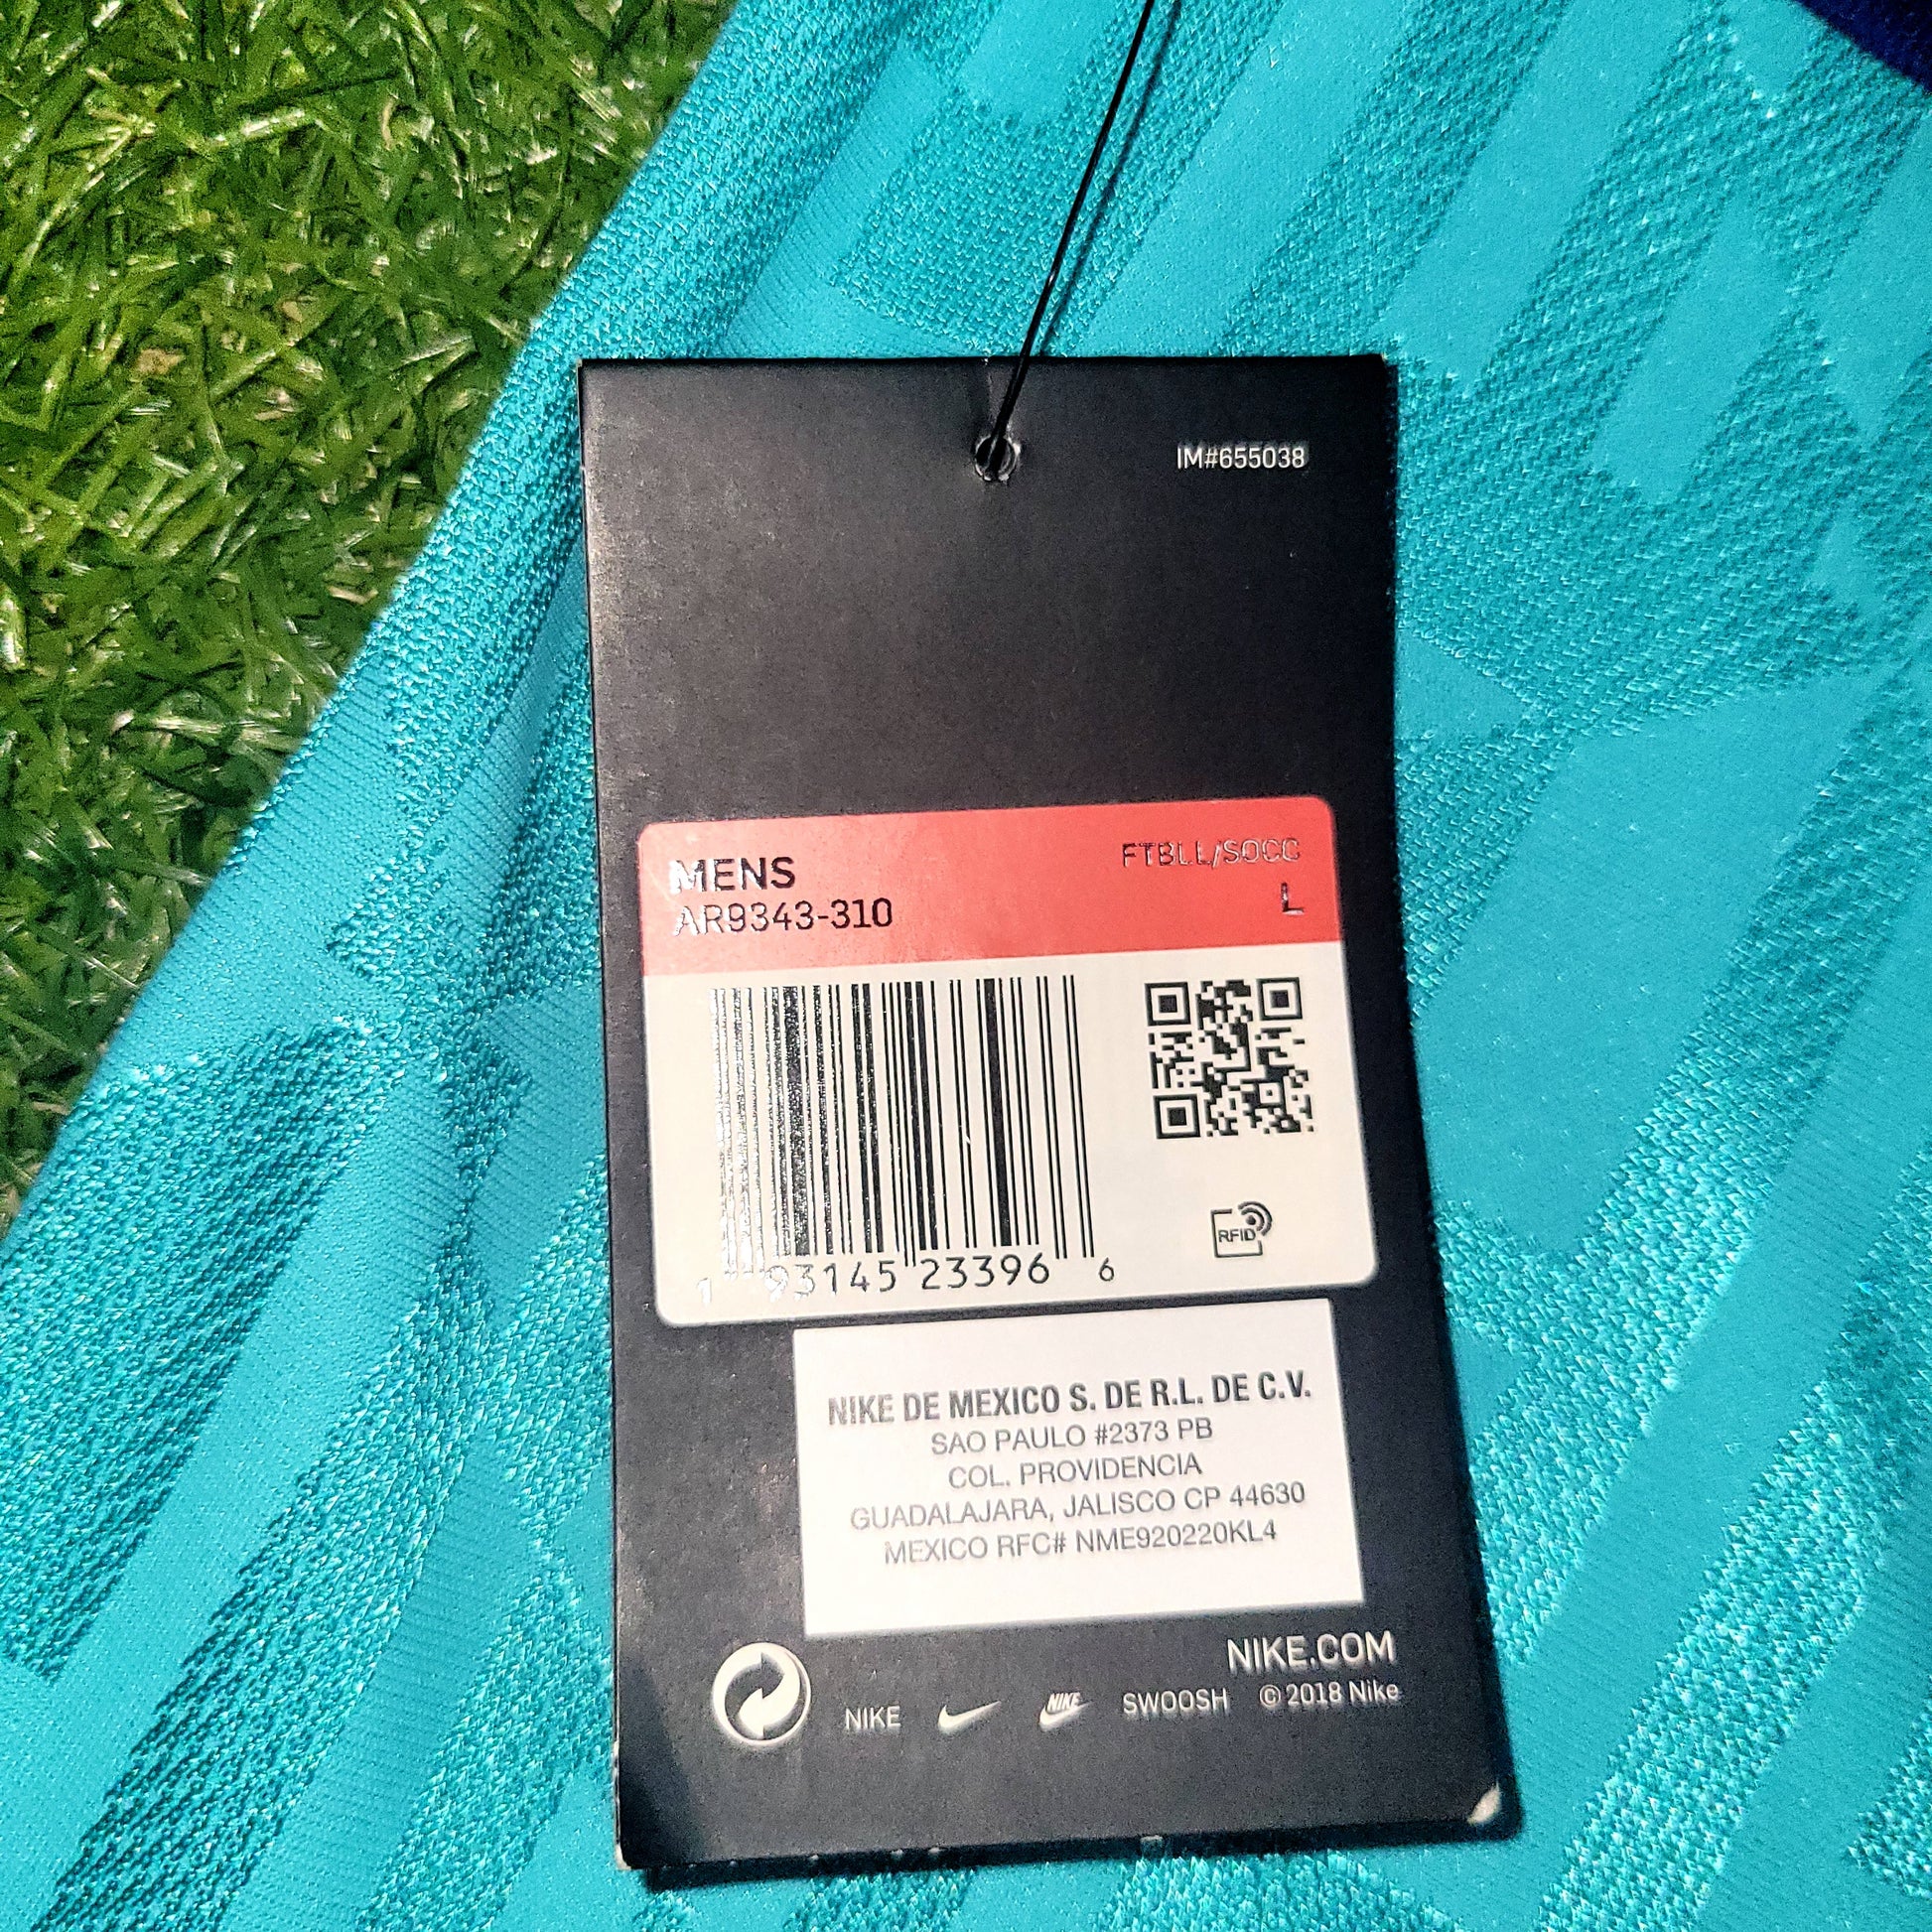 IM#655038
MENS
FTBLL/SOCC
AR9343-310
L
1 93145 23396 6
RFID
NIKE DE MEXICO S. DE R.L. DE C.V.
SAO PAULO #2373 PB
COL. PROVIDENCIA
GUADALAJARA, JALISCO CP 44630
MEXICO RFC# NME920220KL4
NIKE.COM
NIKE NIKE SWOOSH © 2018 Nike